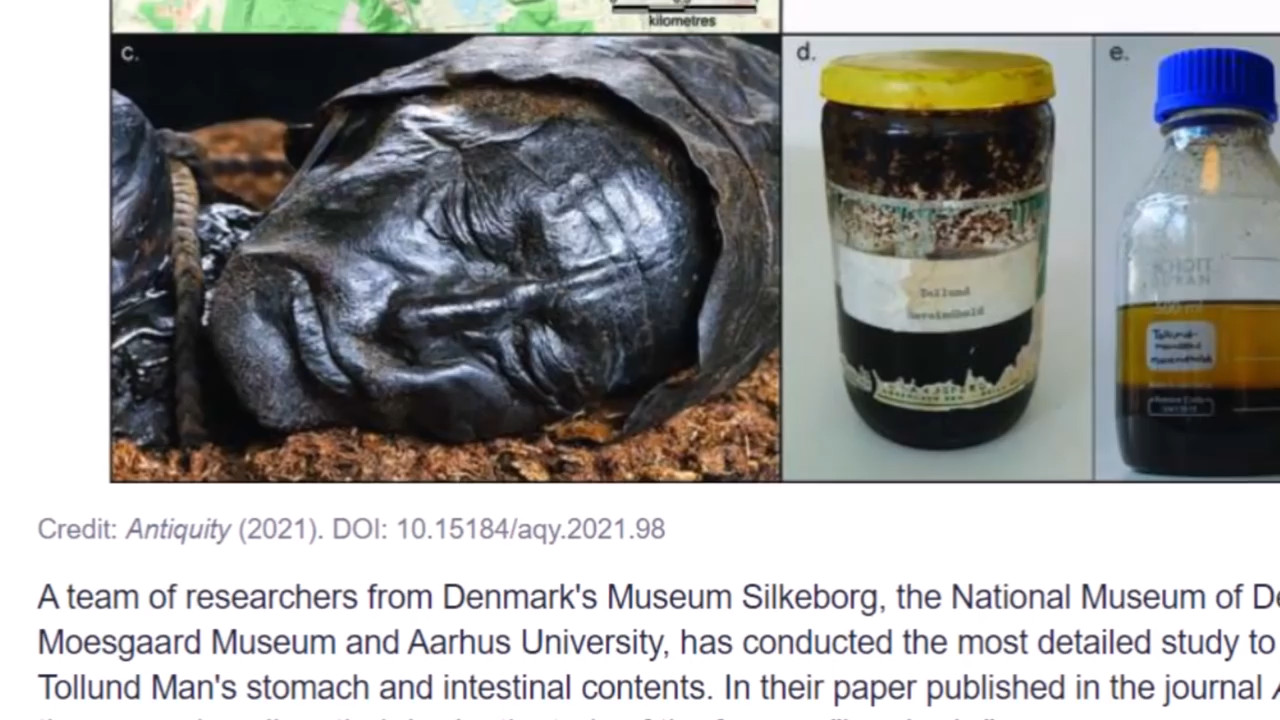 kilometres
c.
d.
e.
Tollund
Credit: Antiquity (2021). DOI: 10.15184/aqy.2021.98
A team of researchers from Denmark's Museum Silkeborg, the National Museum of De
Moesgaard Museum and Aarhus University, has conducted the most detailed study to
Tollund Man's stomach and intestinal contents. In their paper published in the journal A